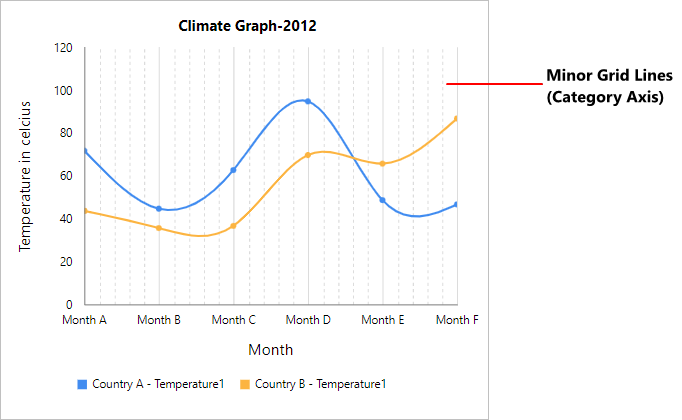 Climate Graph-2012
120
100
80
60
40
20
0
Temperature in celcius
Month A Month B Month C Month D Month E Month F
Month
Country A - Temperature1 Country B - Temperature1
Minor Grid Lines
(Category Axis)